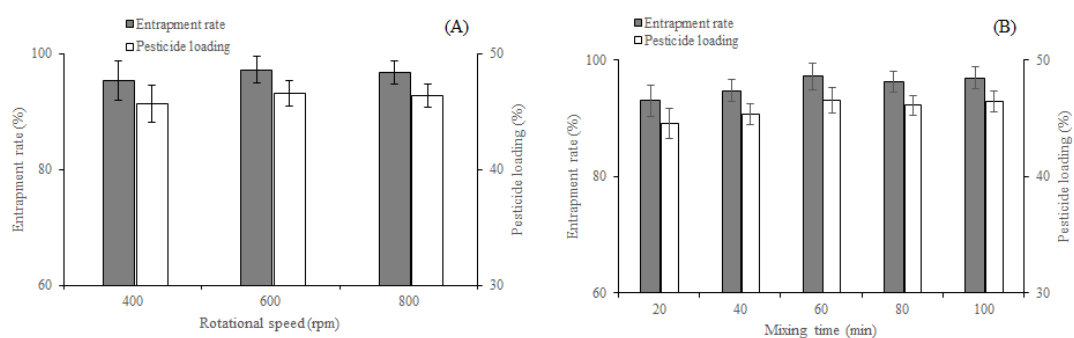 Entrapment rate
Pesticide loading
(A)
100
80
60
50
40
30
Entrapment rate (%)
Pesticide loading (%)
400 600 800
Rotational speed (rpm)
Entrapment rate
Pesticide loading
(B)
100
80
60
50
40
30
Entrapment rate (%)
Pesticide loading (%)
20 40 60 80 100
Mixing time (min)